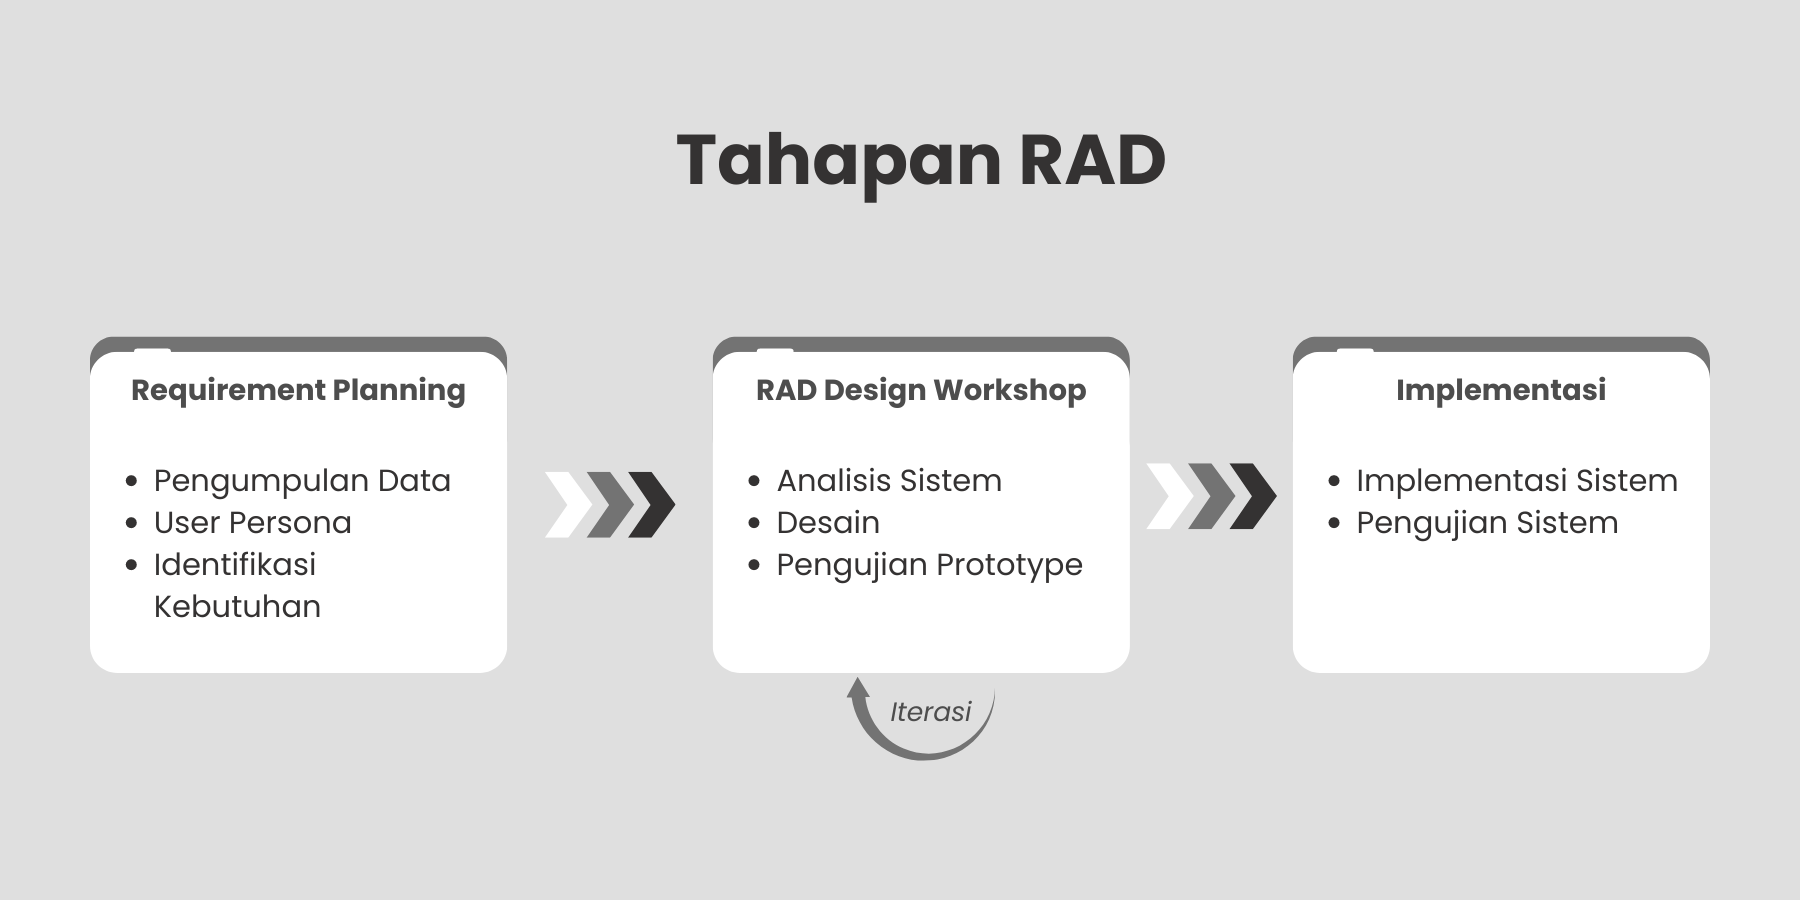 Tahapan RAD
Requirement Planning
• Pengumpulan Data
• User Persona
• Identifikasi
Kebutuhan
RAD Design Workshop
• Analisis Sistem
• Desain
• Pengujian Prototype
Iterasi
Implementasi
• Implementasi Sistem
• Pengujian Sistem